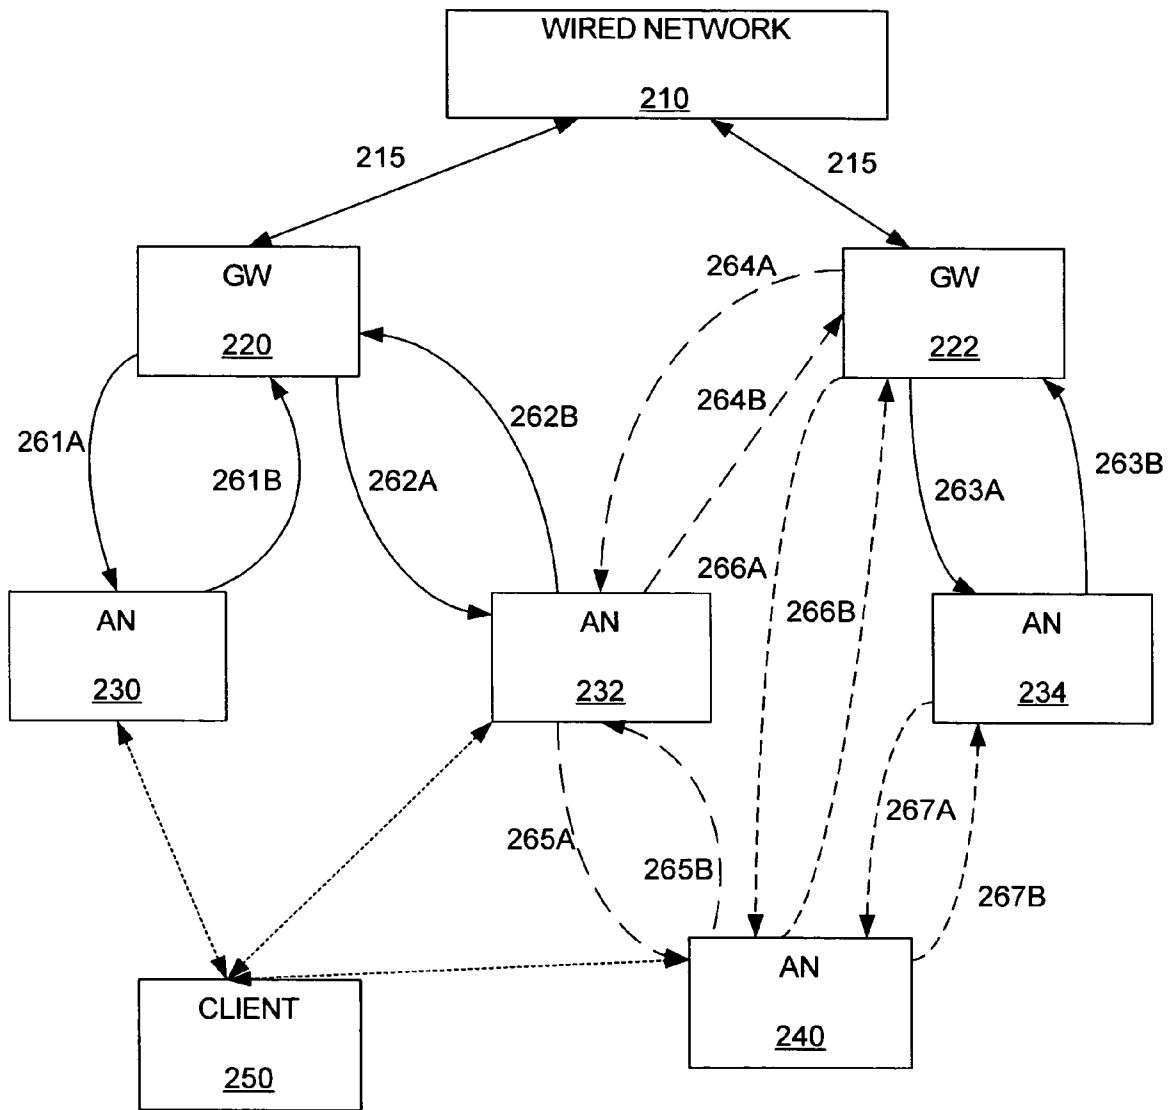 WIRED NETWORK
210
215
215
GW
220
264A
GW
222
264B
262B
261A
261B
262A
263B
263A
266A
266B
AN
230
AN
232
AN
234
265A
265B
267A
267B
CLIENT
250
AN
240